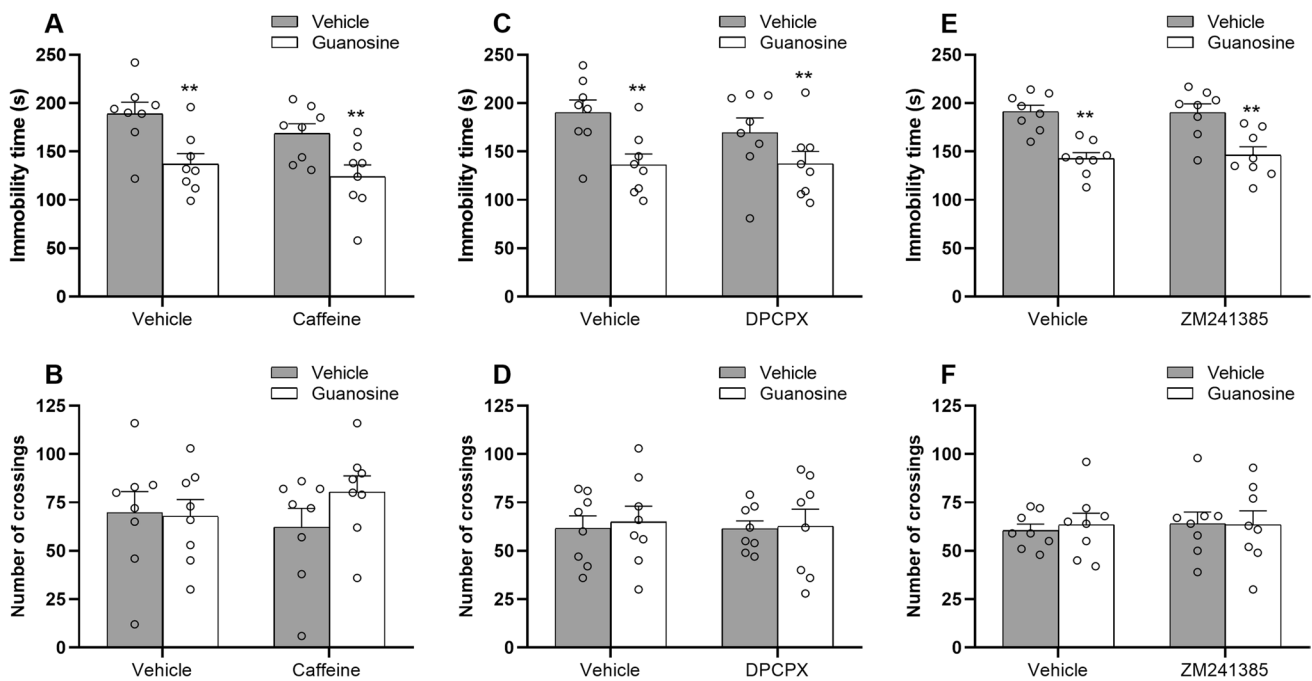 A
Vehicle
Guanosine
Immobility time (s)
250
200
150
100
50
0
**
**
Vehicle
Caffeine
C
Vehicle
Guanosine
Immobility time (s)
250
200
150
100
50
0
**
**
Vehicle
DPCPX
E
Vehicle
Guanosine
Immobility time (s)
250
200
150
100
50
0
**
**
Vehicle
ZM241385
B
Vehicle
Guanosine
Number of crossings
125
100
75
50
25
0
Vehicle
Caffeine
D
Vehicle
Guanosine
Number of crossings
125
100
75
50
25
0
Vehicle
DPCPX
F
Vehicle
Guanosine
Number of crossings
125
100
75
50
25
0
Vehicle
ZM241385